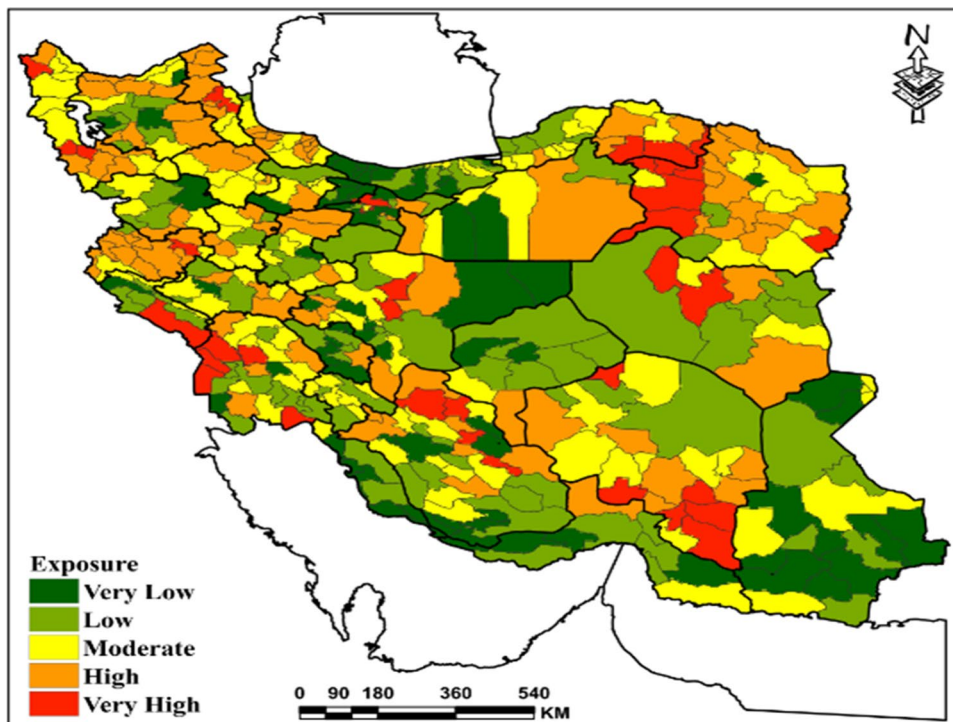 N
Exposure
Very Low
Low
Moderate
High
Very High
0 90 180 360 540
KM